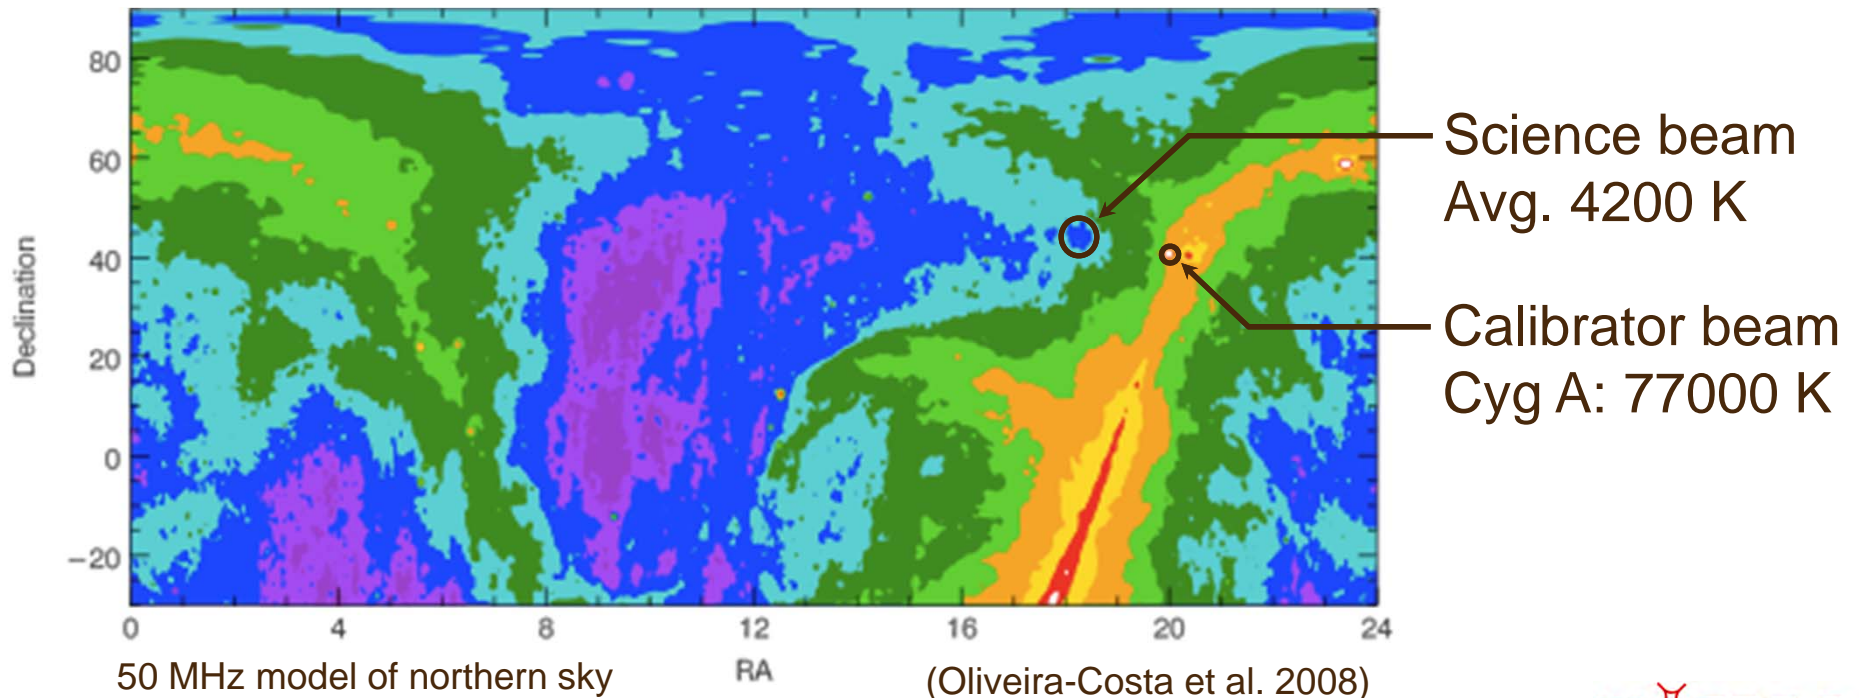 80
60
40
20
0
−20
Declination
0 4 8 12 16 20 24
RA
Science beam
Avg. 4200 K
Calibrator beam
Cyg A: 77000 K
50 MHz model of northern sky
(Oliveira-Costa et al. 2008)